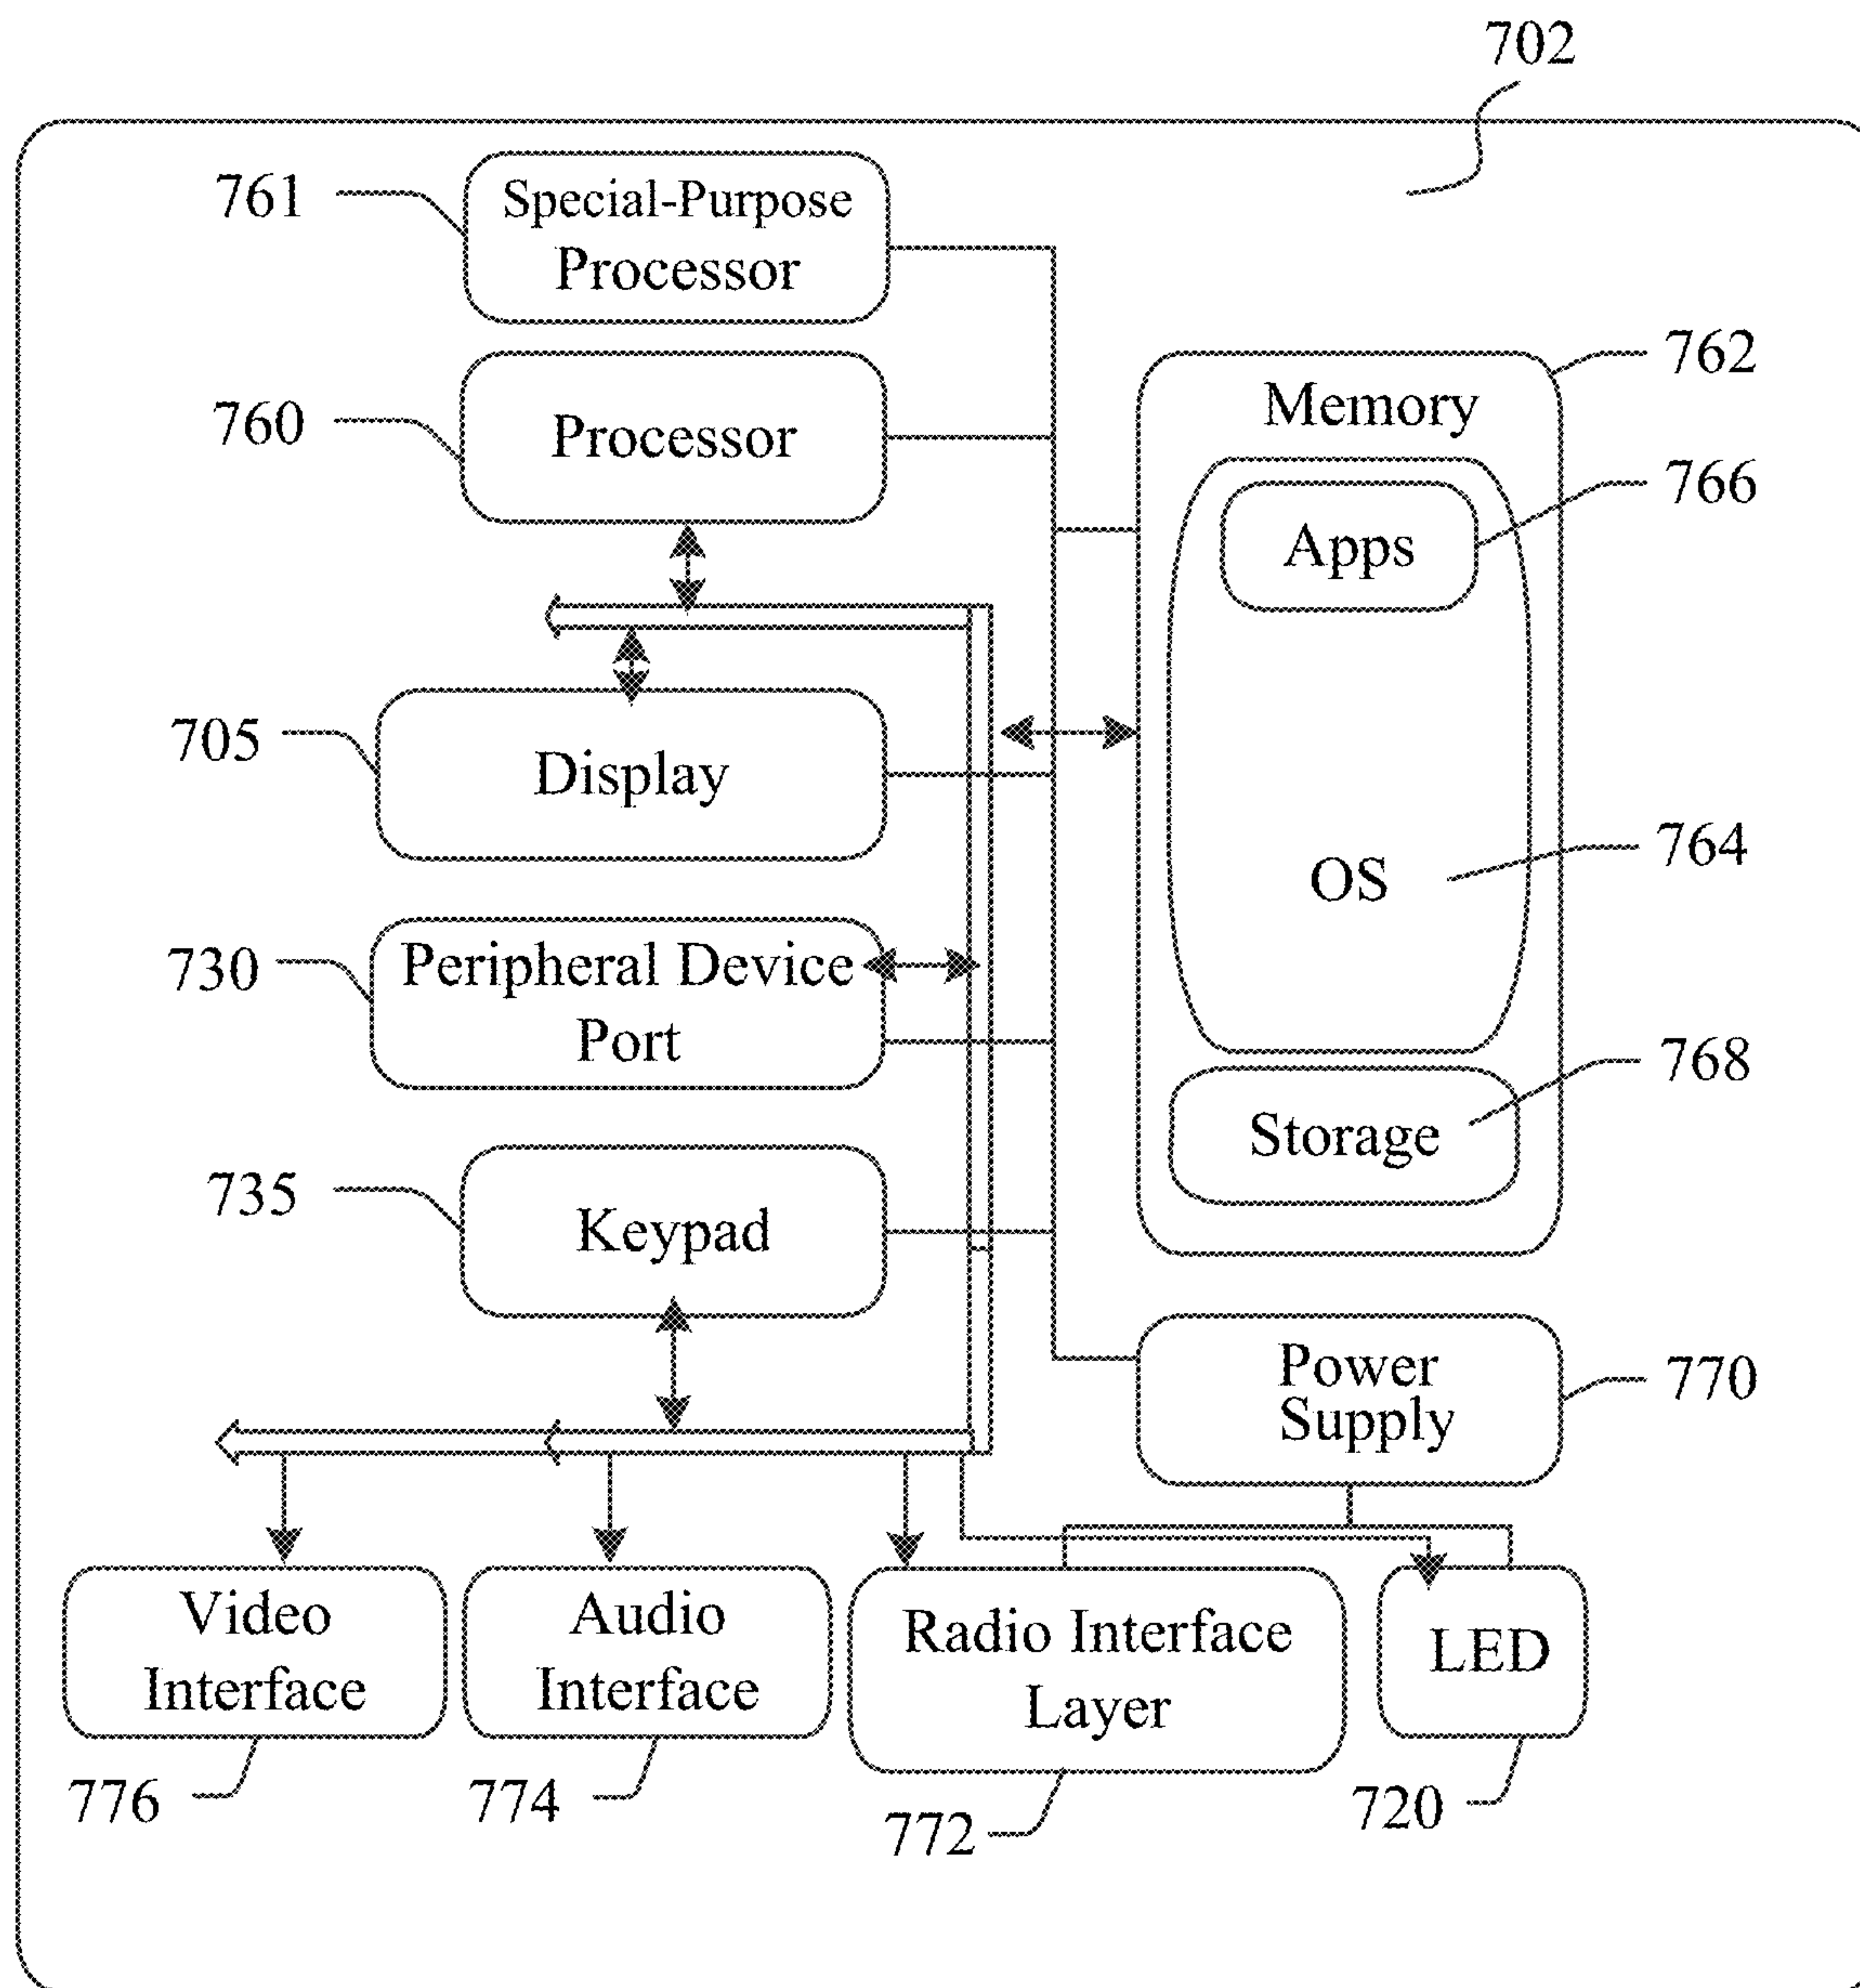 702
761
Special-Purpose
Processor
762
Memory
760
Processor
766
Apps
705
Display
764
OS
730
Peripheral Device
Port
768
Storage
735
Keypad
Power
Supply
770
Video
Interface
Audio
Interface
Radio Interface
Layer
LED
776
774
772
720